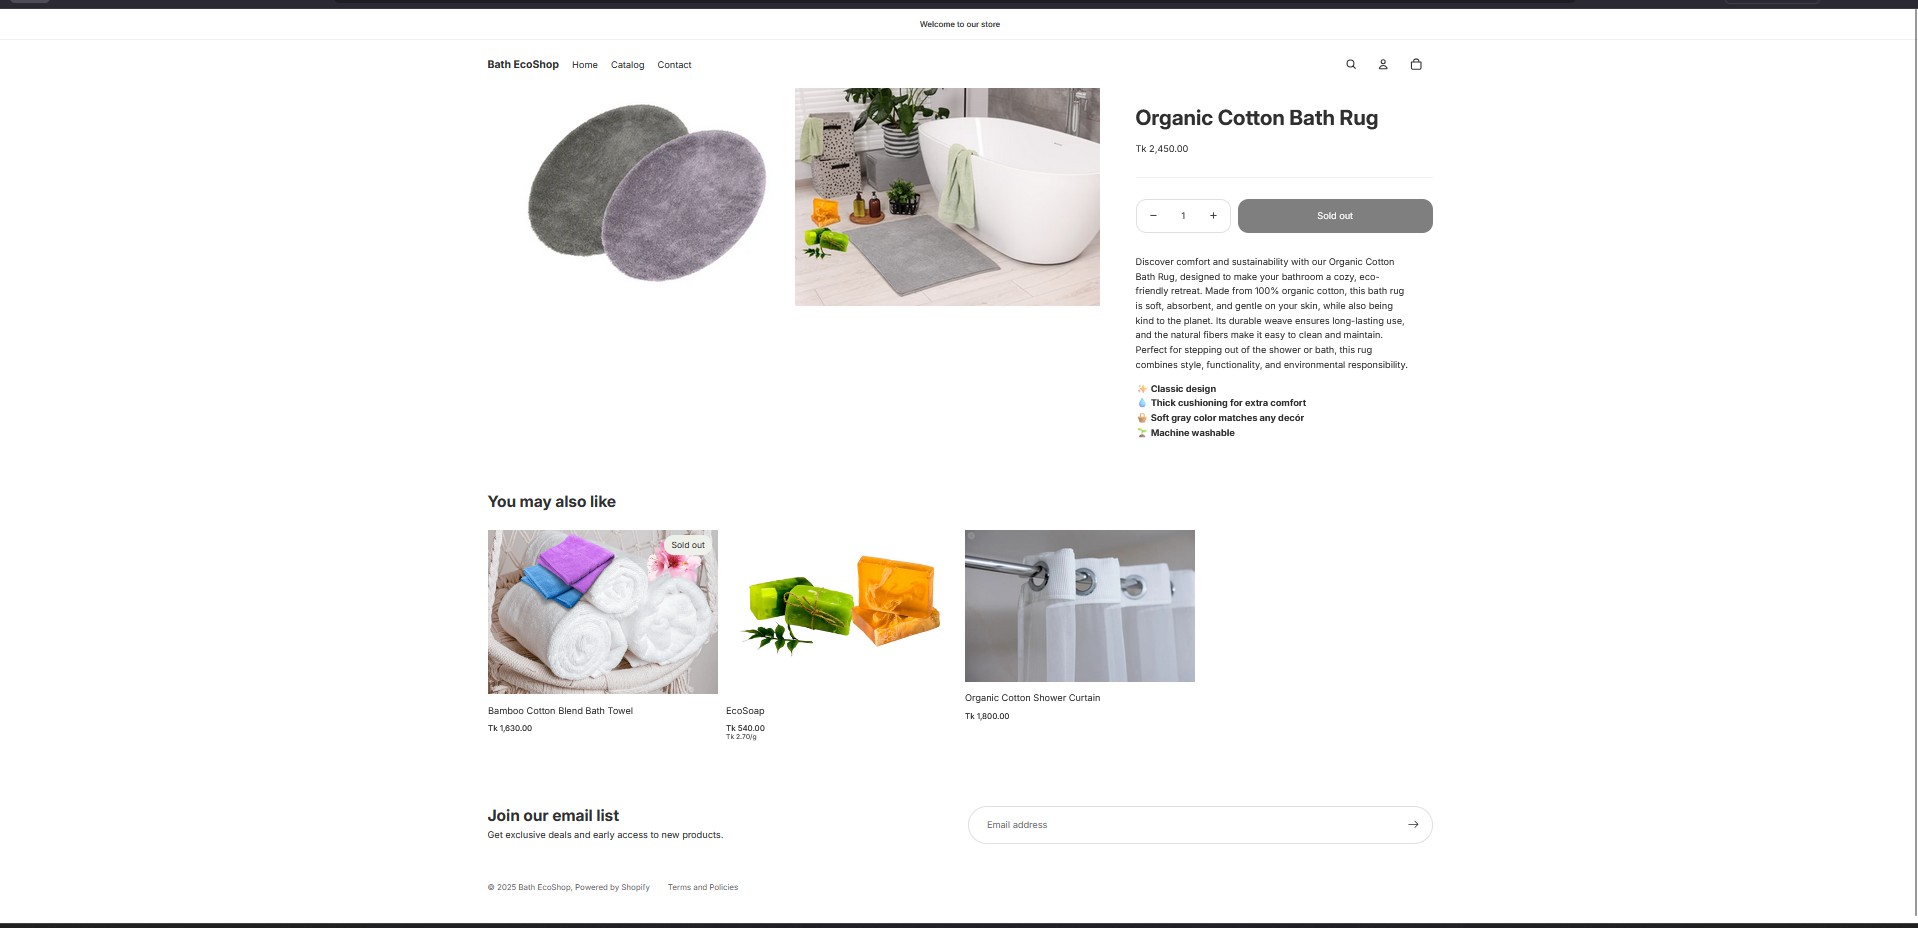 Welcome to our store
Bath EcoShop
Home
Catalog
Contact
Organic Cotton Bath Rug
Tk 2,450.00
− 1 +
Sold out
Discover comfort and sustainability with our Organic Cotton
Bath Rug, designed to make your bathroom a cozy, eco-
friendly retreat. Made from 100% organic cotton, this bath rug
is soft, absorbent, and gentle on your skin, while also being
kind to the planet. Its durable weave ensures long-lasting use,
and the natural fibers make it easy to clean and maintain.
Perfect for stepping out of the shower or bath, this rug
combines style, functionality, and environmental responsibility.
✨ Classic design
💧 Thick cushioning for extra comfort
🧺 Soft gray color matches any decór
🌱 Machine washable
You may also like
Sold out
Bamboo Cotton Blend Bath Towel
Tk 1,630.00
EcoSoap
Tk 540.00
Tk 2.70/g
Organic Cotton Shower Curtain
Tk 1,800.00
Join our email list
Get exclusive deals and early access to new products.
Email address
© 2025 Bath EcoShop, Powered by Shopify
Terms and Policies